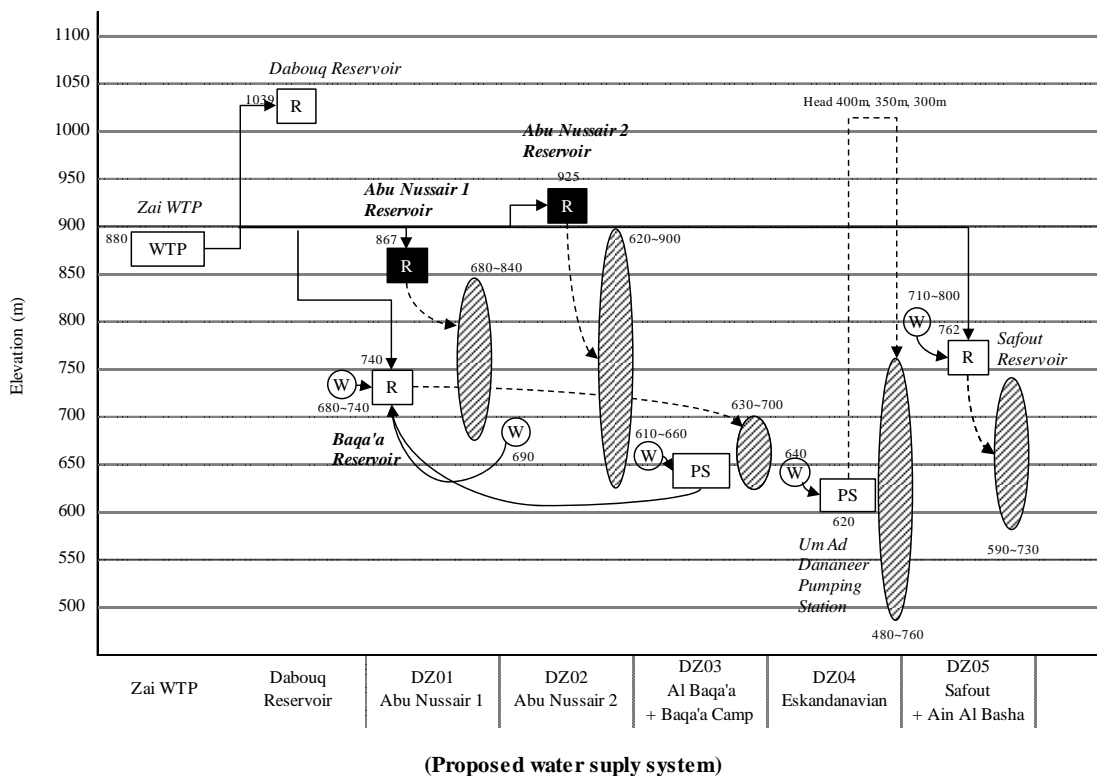 1100
1050
1000
950
900
850
800
750
700
650
600
550
500
Elevation (m)
Dabouq Reservoir
1039
R
Head 400m, 350m, 300m
Abu Nussair 2
Reservoir
925
R
Abu Nussair 1
Reservoir
867
R
Zai WTP
880
WTP
620~900
680~840
710~800
W
762
R
Safout
Reservoir
740
R
W
680~740
Baqa'a
Reservoir
W
690
630~700
610~660
W
PS
640
W
PS
620
Um Ad
Dananeer
Pumping
Station
590~730
480~760
Zai WTP
Dabouq
Reservoir
DZ01
Abu Nussair 1
DZ02
Abu Nussair 2
DZ03
Al Baqa'a
+ Baqa'a Camp
DZ04
Eskandanavian
DZ05
Safout
+ Ain Al Basha
(Proposed water suply system)